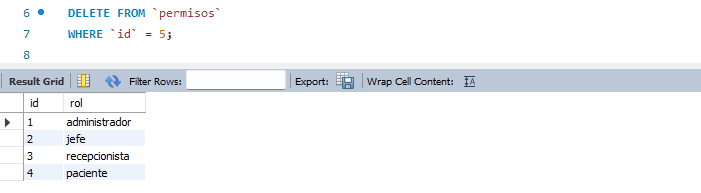 6 DELETE FROM `permisos`
7 WHERE `id` = 5;
8
Result Grid Filter Rows: Export: Wrap Cell Content: IA
id rol
1 administrador
2 jefe
3 recepcionista
4 paciente